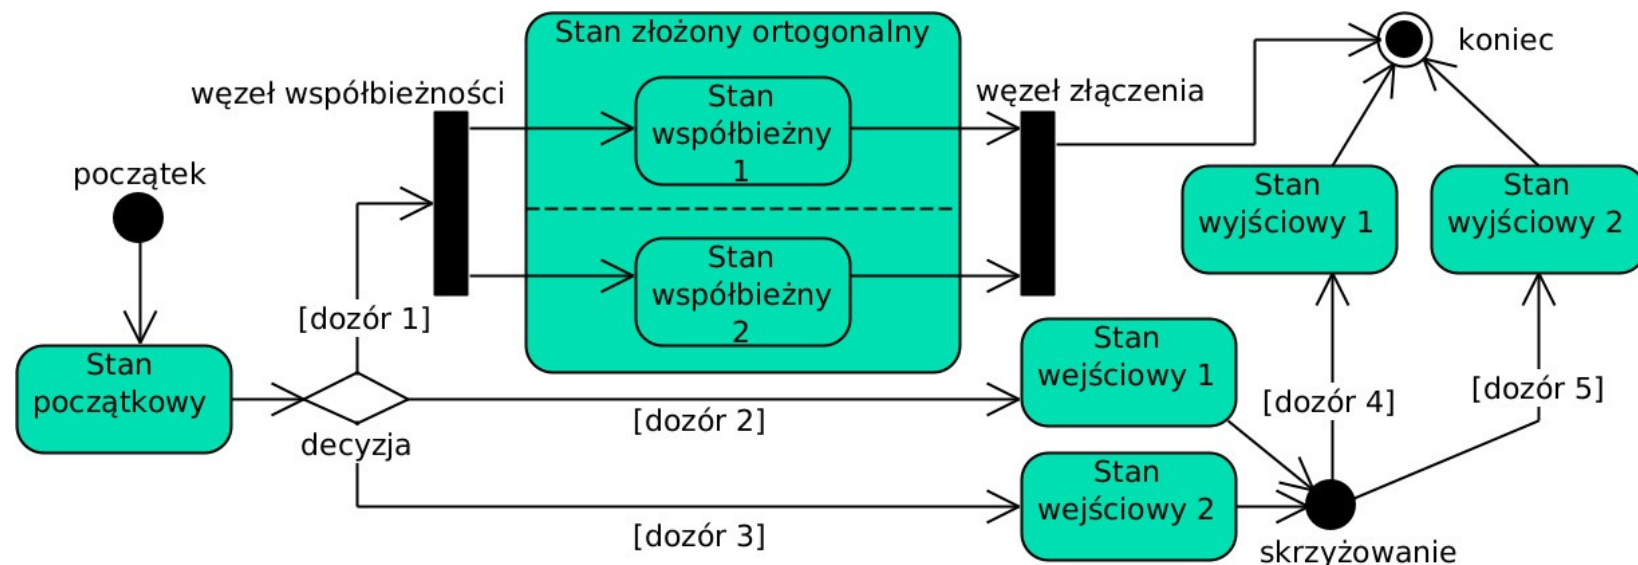 Stan złożony ortogonalny
koniec
węzeł współbieżności
Stan
współbieżny
1
węzeł złączenia
początek
Stan
wyjściowy 1
Stan
wyjściowy 2
Stan
współbieżny
2
[dozór 1]
Stan
początkowy
Stan
wejściowy 1
[dozór 4]
[dozór 5]
[dozór 2]
decyzja
Stan
wejściowy 2
[dozór 3]
skrzyżowanie